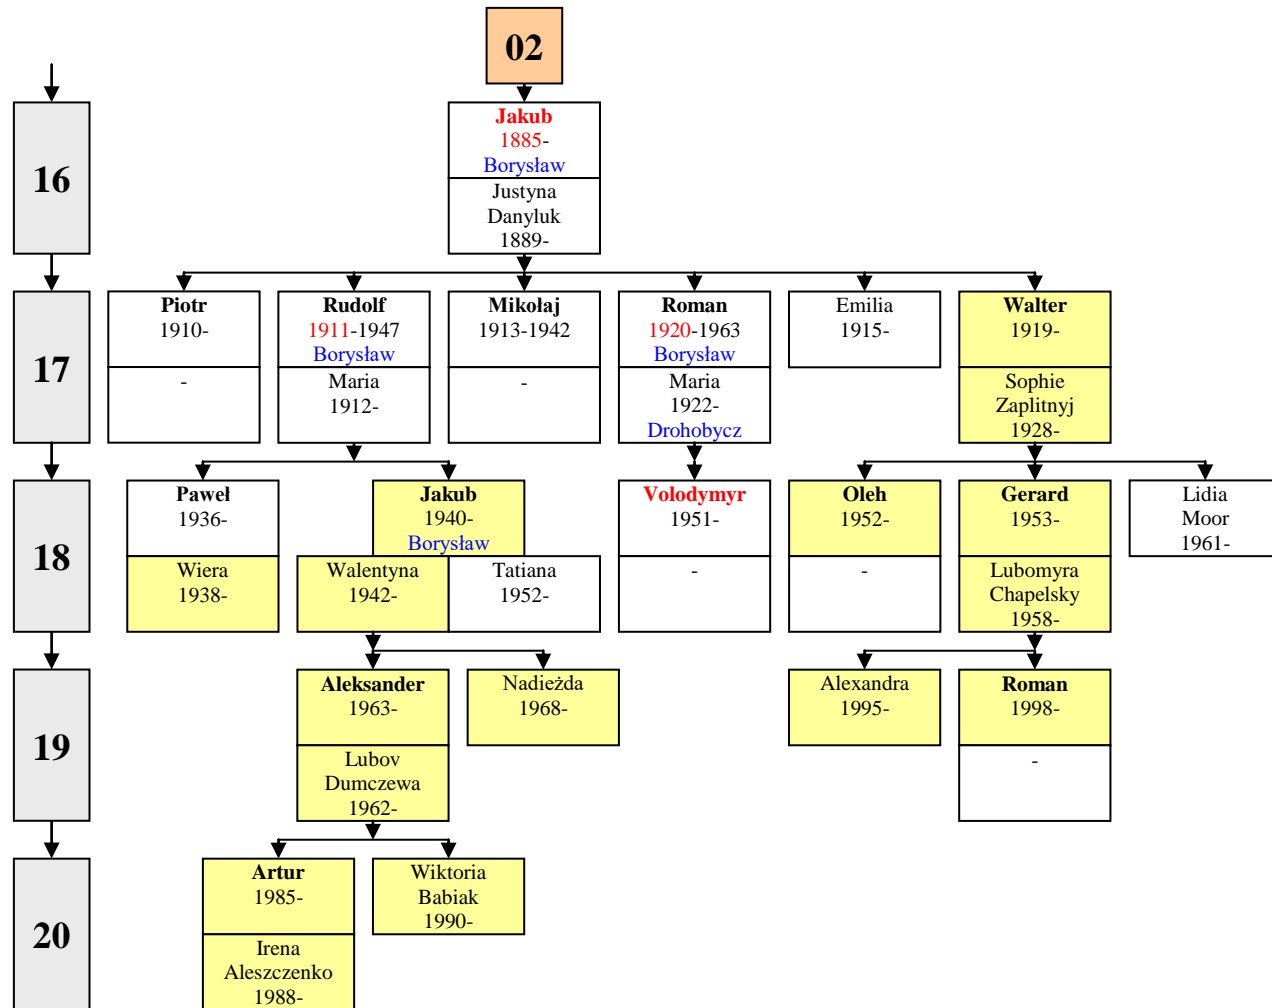 02
16
Jakub
1885-
Borysław
Justyna
Danyluk
1889-
17
Piotr
1910-
-
Rudolf
1911-1947
Borysław
Maria
1912-
Mikołaj
1913-1942
-
Roman
1920-1963
Borysław
Maria
1922-
Drohobycz
Emilia
1915-
Walter
1919-
Sophie
Zaplitnyj
1928-
18
Paweł
1936-
Wiera
1938-
Jakub
1940-
Borysław
Walentyna
1942-
Tatiana
1952-
Volodymyr
1951-
-
Oleh
1952-
-
Gerard
1953-
Lubomyra
Chapelsky
1958-
Lidia
Moor
1961-
19
Aleksander
1963-
Lubov
Dumczewa
1962-
Nadieżda
1968-
Alexandra
1995-
Roman
1998-
-
20
Artur
1985-
Irena
Aleszczenko
1988-
Wiktoria
Babiak
1990-